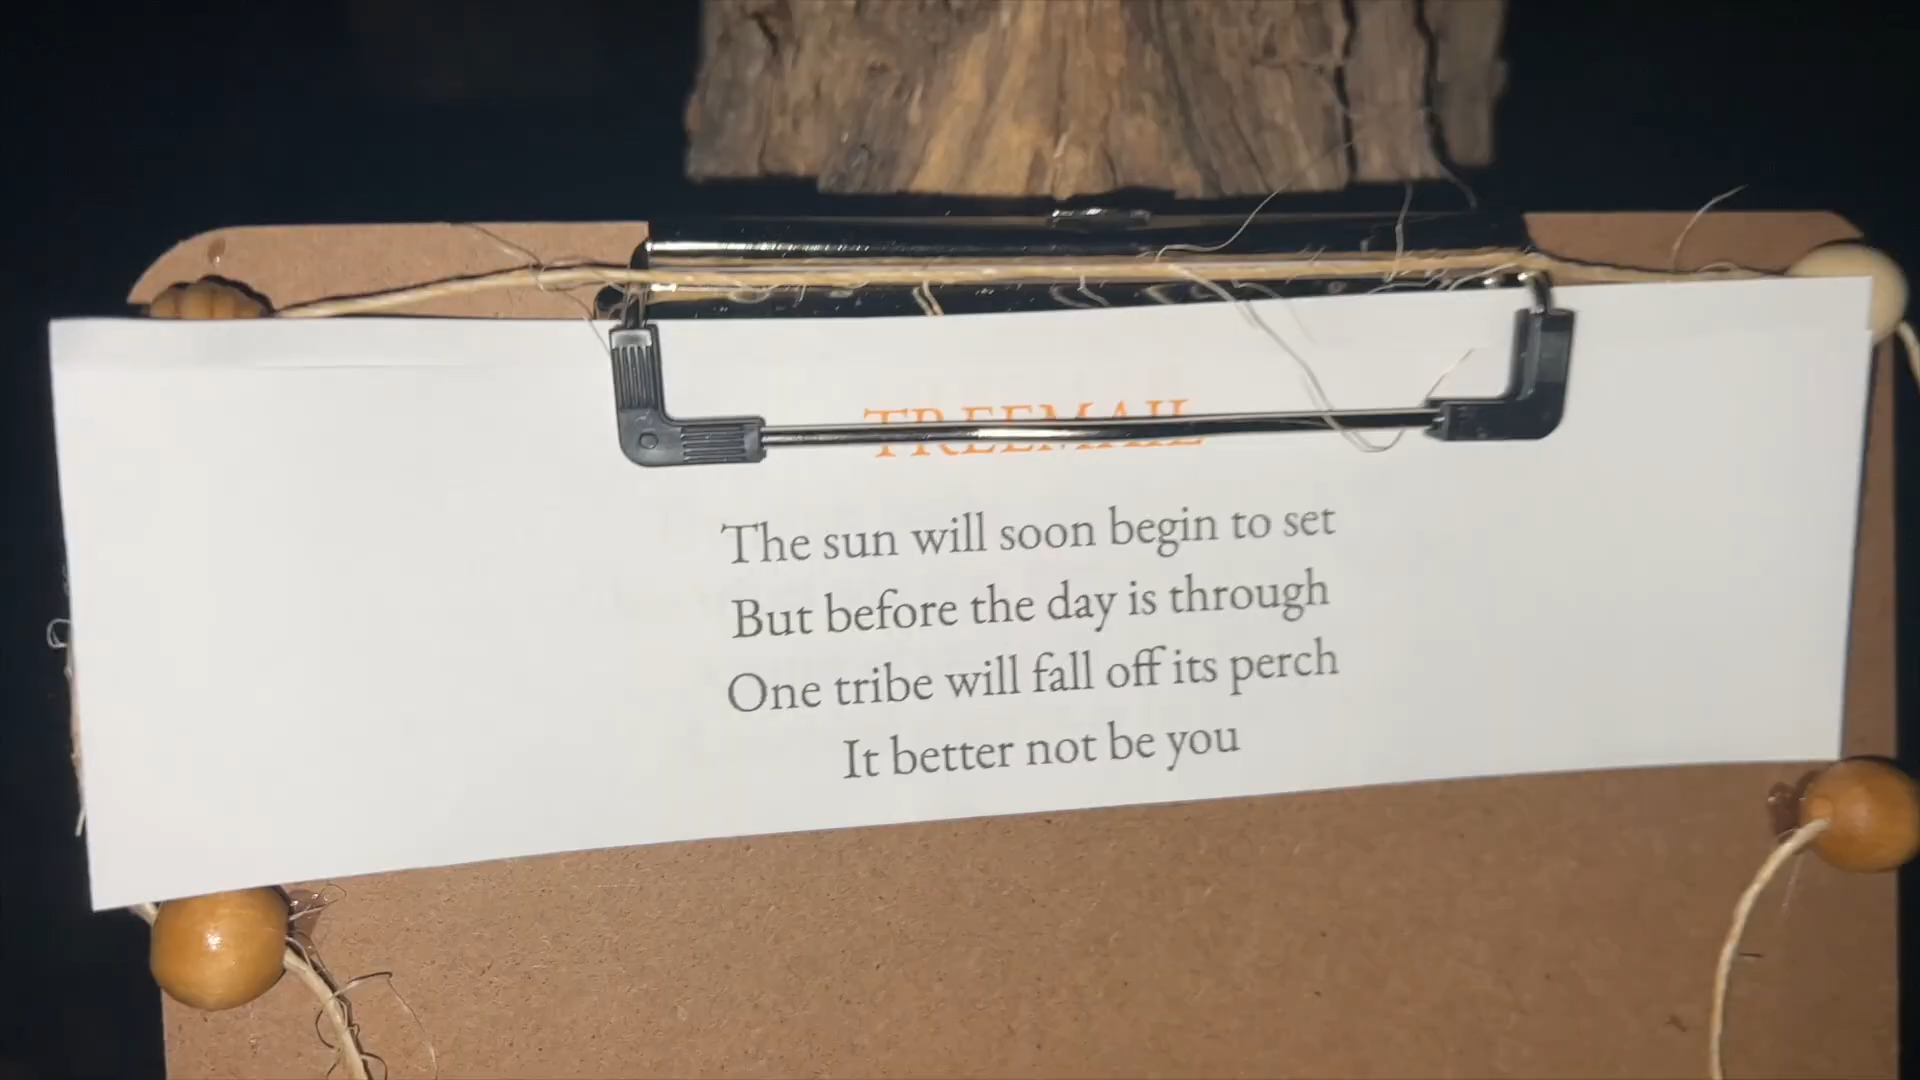 TREEMAIL
The sun will soon begin to set
But before the day is through
One tribe will fall off its perch
It better not be you